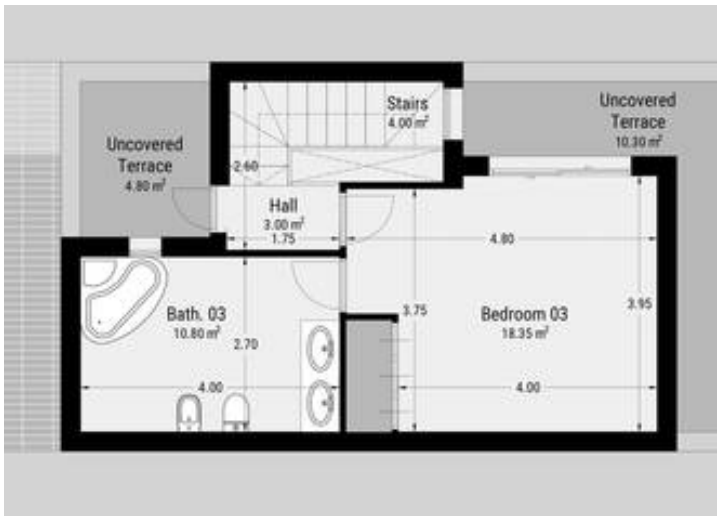 Stairs
4.00 m²
Uncovered
Terrace
10.30 m²
Uncovered
Terrace
4.80 m²
2.60
Hall
3.00 m²
1.75
4.80
Bath. 03
10.80 m²
3.75
Bedroom 03
18.35 m²
3.95
2.70
4.00
4.00